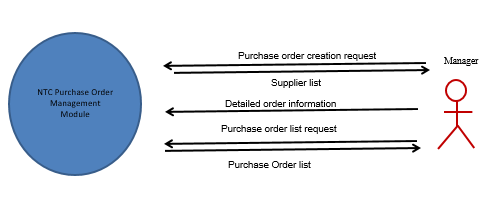 Purchase order creation request
Manager
Supplier list
NTC Purchase Order
Management
Module
Detailed order information
Purchase order list request
Purchase Order list